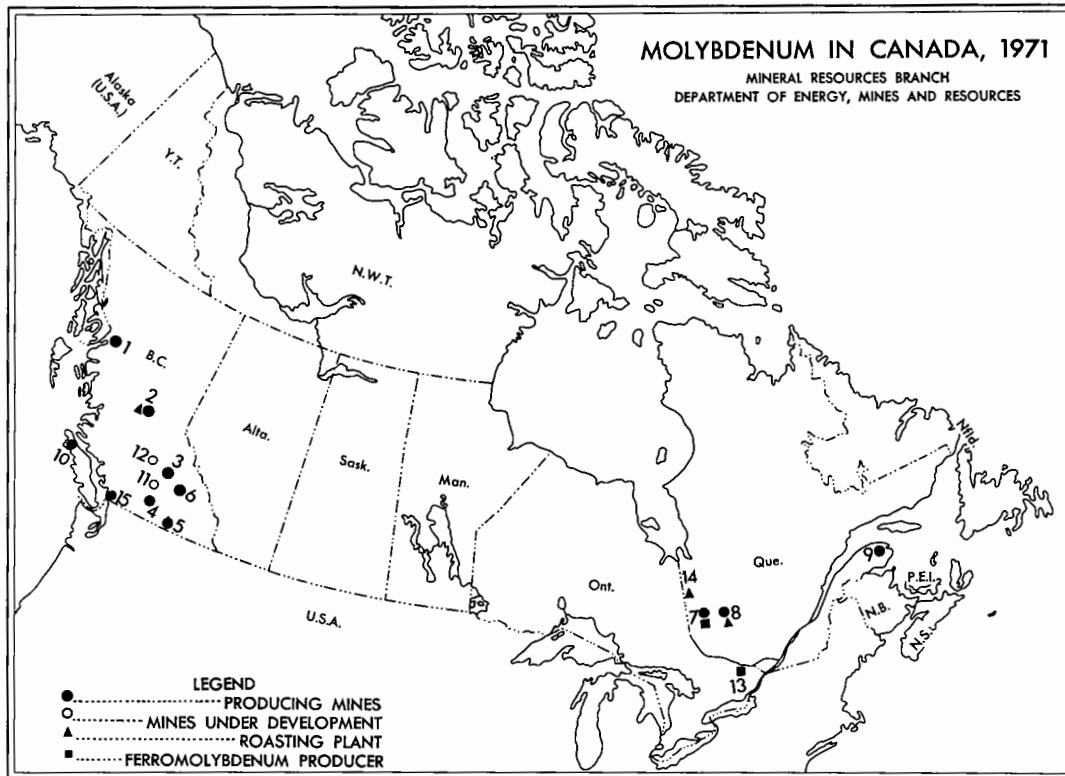 MOLYBDENUM IN CANADA, 1971
MINERAL RESOURCES BRANCH
DEPARTMENT OF ENERGY, MINES AND RESOURCES
Alaska
(U.S.A.)
Y.T.
N.W.T.
1
B.C.
2
Alta.
Sask.
Man.
10
12
3
11
6
15
4
5
Ont.
Que.
Nfld.
9
P.E.I.
N.B.
N.S.
14
7
8
13
U.S.A.
LEGEND
PRODUCING MINES
MINES UNDER DEVELOPMENT
ROASTING PLANT
FERROMOLYBDENUM PRODUCER